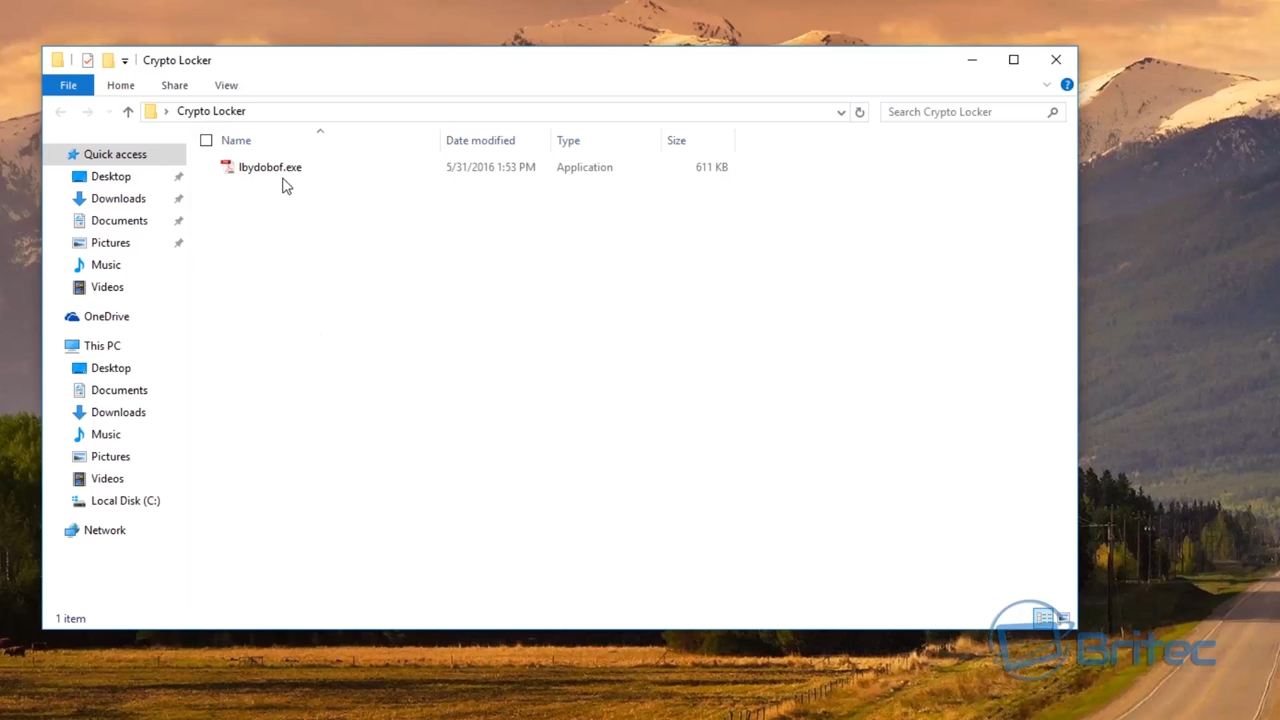 Crypto Locker
File Home Share View
Crypto Locker
Search Crypto Locker
Name Date modified Type Size
lbydobof.exe 5/31/2016 1:53 PM Application 611 KB
Quick access
Desktop
Downloads
Documents
Pictures
Music
Videos
OneDrive
This PC
Desktop
Documents
Downloads
Music
Pictures
Videos
Local Disk (C:)
Network
1 item
Britec